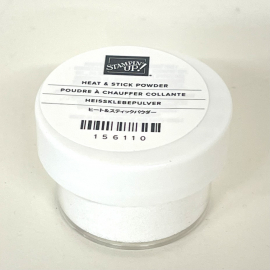 STAMPIN'
UP!
HEAT & STICK POWDER
POUDRE À CHAUFFER COLLANTE
HEISSKLEBEPULVER
ヒート&スティックパウダー
156110